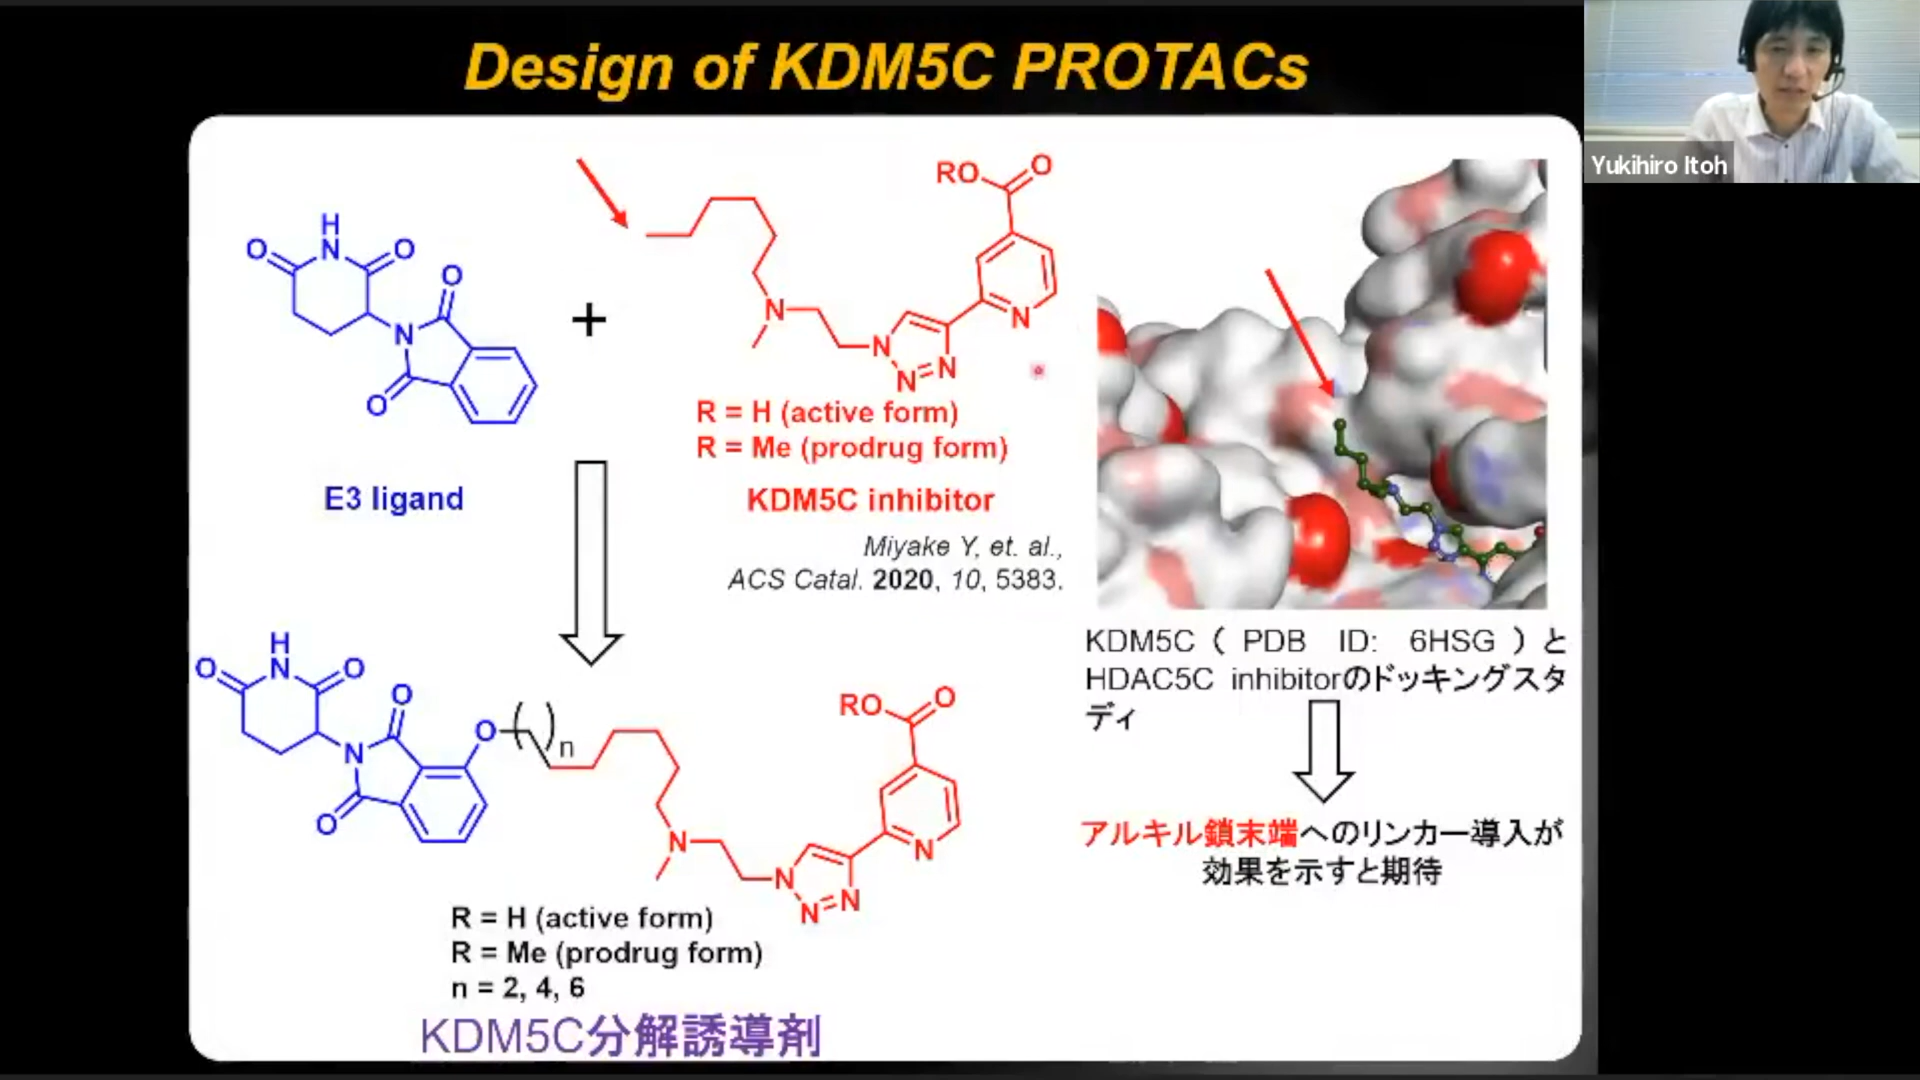 Design of KDM5C PROTACs
Yukihiro Itoh
E3 ligand
+
R = H (active form)
R = Me (prodrug form)
KDM5C inhibitor
Miyake Y, et. al.,
ACS Catal. 2020, 10, 5383.
O
H
N
O
O
N
O
RO
O
N
N
N
N
N
KDM5C（ PDB ID: 6HSG ）と
HDAC5C inhibitorのドッキングスタ
ディ
アルキル鎖末端へのリンカー導入が
効果を示すと期待
O
H
N
O
O
N
O
O
( )n
RO
O
N
N
N
N
N
R = H (active form)
R = Me (prodrug form)
n = 2, 4, 6
KDM5C分解誘導剤